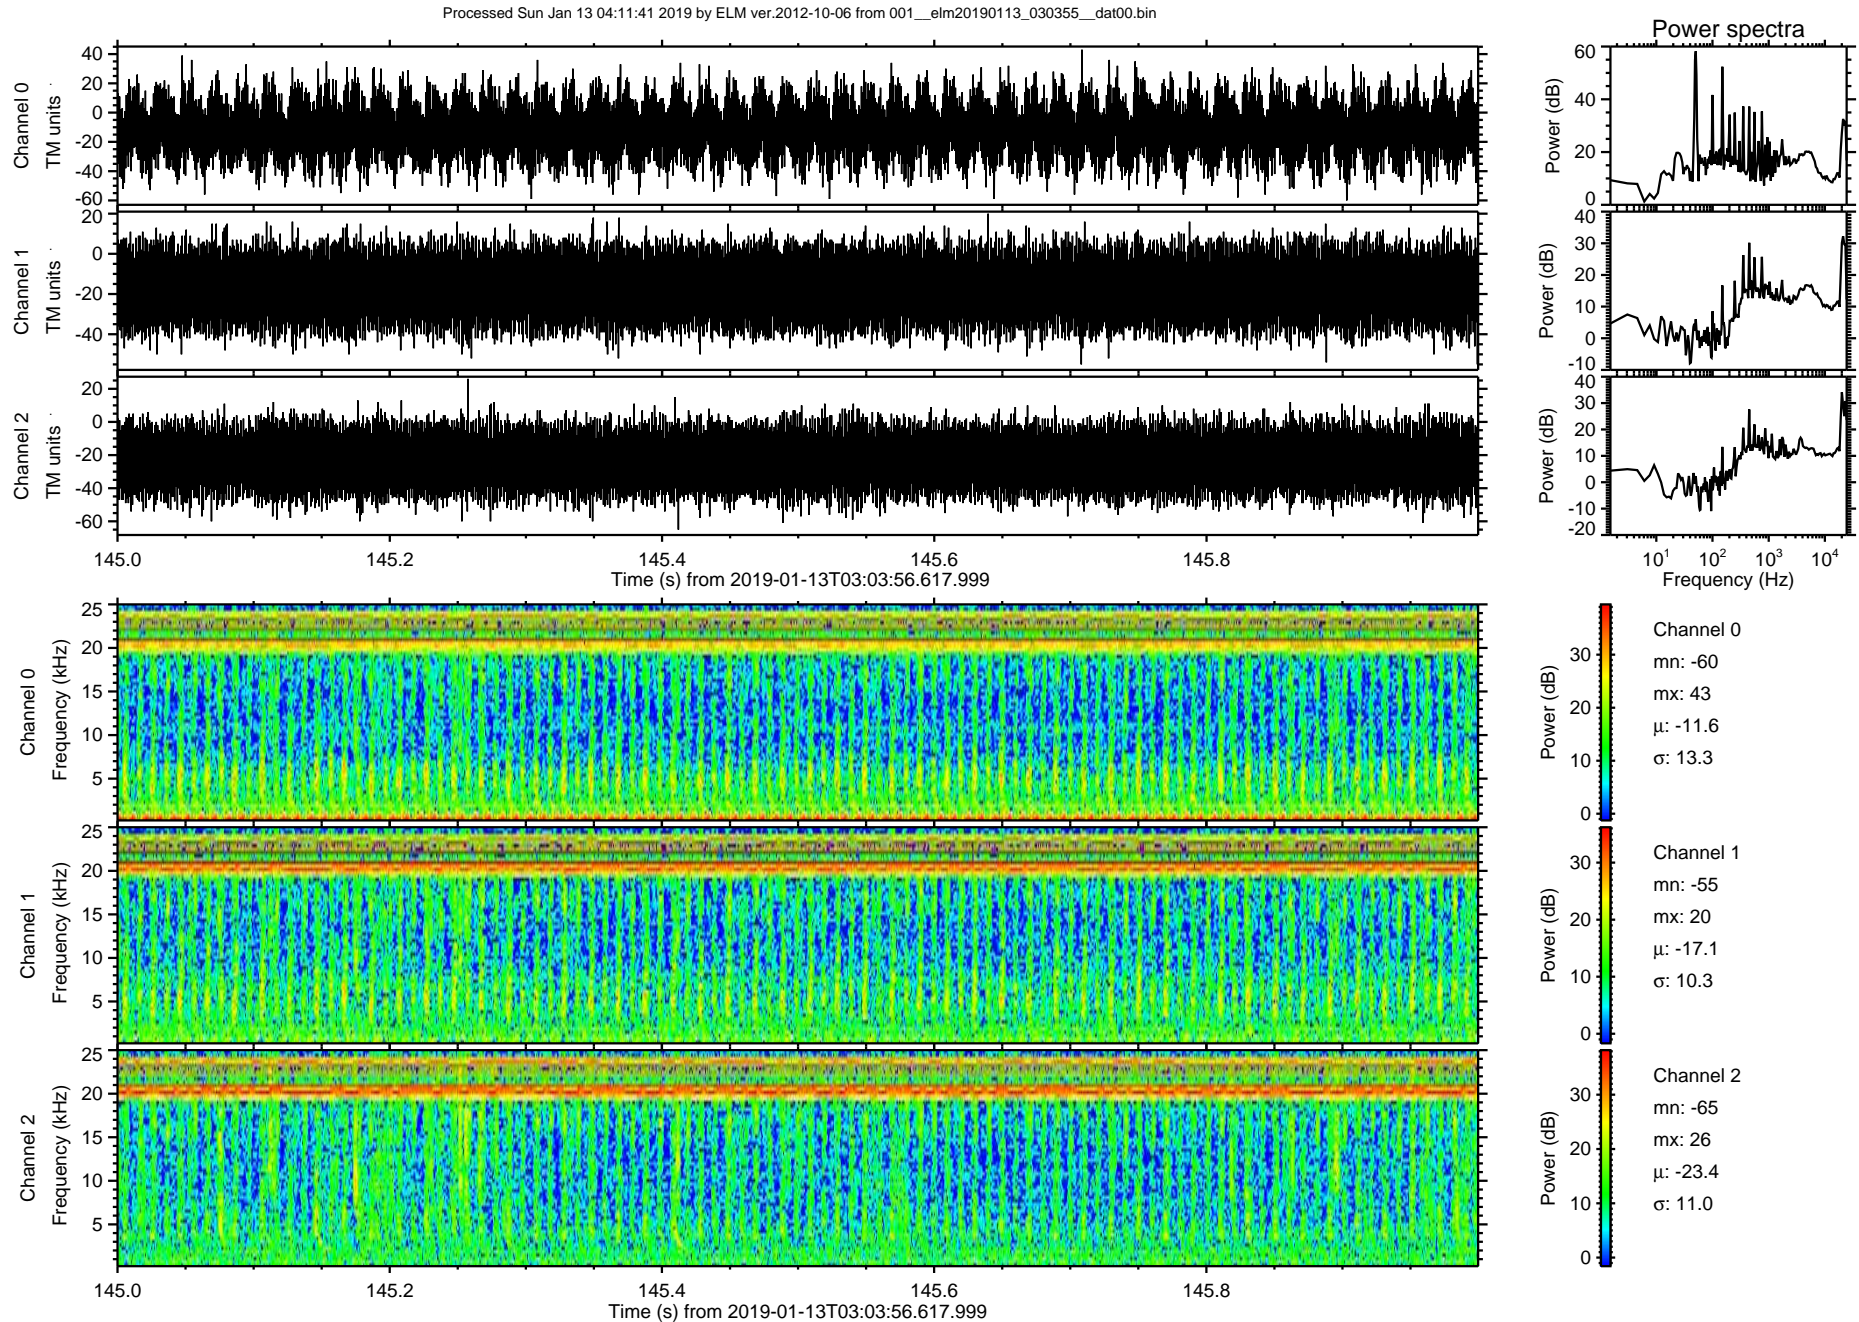 Processed Sun Jan 13 04:11:41 2019 by ELM ver.2012-10-06 from 001__elm20190113_030355__dat00.bin
Power spectra
Channel 0
TM units
40
20
0
-20
-40
-60
Power (dB)
60
40
20
0
Channel 1
TM units
20
0
-20
-40
Power (dB)
40
30
20
10
0
-10
Channel 2
TM units
20
0
-20
-40
-60
Power (dB)
40
30
20
10
0
-10
-20
145.0 145.2 145.4 145.6 145.8
Time (s) from 2019-01-13T03:03:56.617.999
10¹ 10² 10³ 10⁴
Frequency (Hz)
Channel 0
Frequency (kHz)
25
20
15
10
5
Power (dB)
30
20
10
0
Channel 0
mn: -60
mx: 43
μ: -11.6
σ: 13.3
Channel 1
Frequency (kHz)
25
20
15
10
5
Power (dB)
30
20
10
0
Channel 1
mn: -55
mx: 20
μ: -17.1
σ: 10.3
Channel 2
Frequency (kHz)
25
20
15
10
5
Power (dB)
30
20
10
0
Channel 2
mn: -65
mx: 26
μ: -23.4
σ: 11.0
145.0 145.2 145.4 145.6 145.8
Time (s) from 2019-01-13T03:03:56.617.999